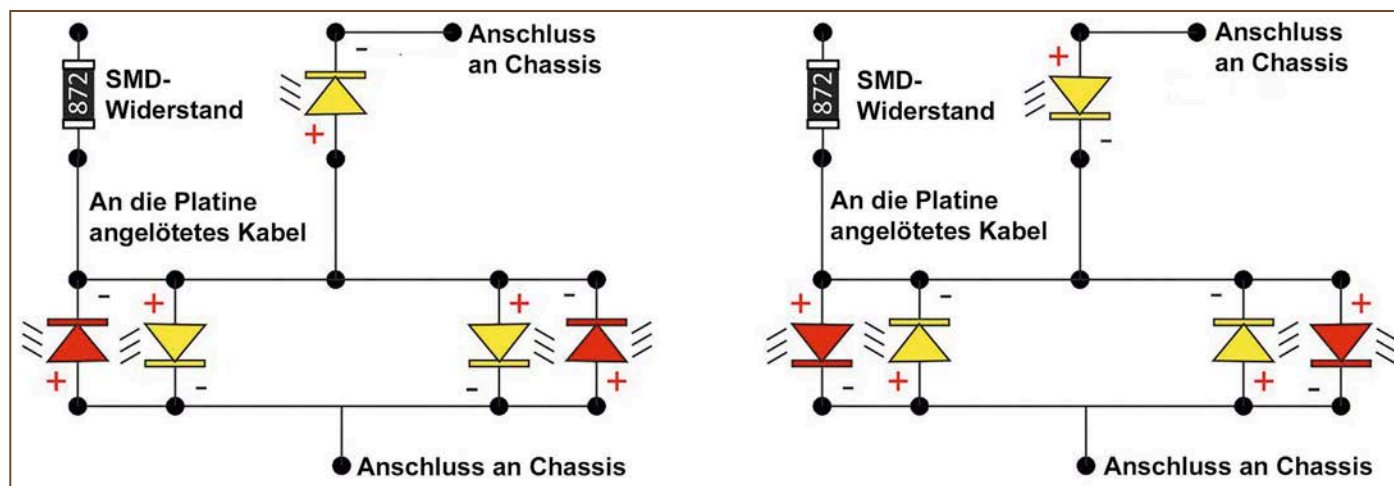 -
Anschluss
an Chassis
872
SMD-
Widerstand
+
An die Platine
angelötetes Kabel
- + + -
+ - - +
Anschluss an Chassis
+
Anschluss
an Chassis
872
SMD-
Widerstand
-
An die Platine
angelötetes Kabel
+ - - +
- + + -
Anschluss an Chassis